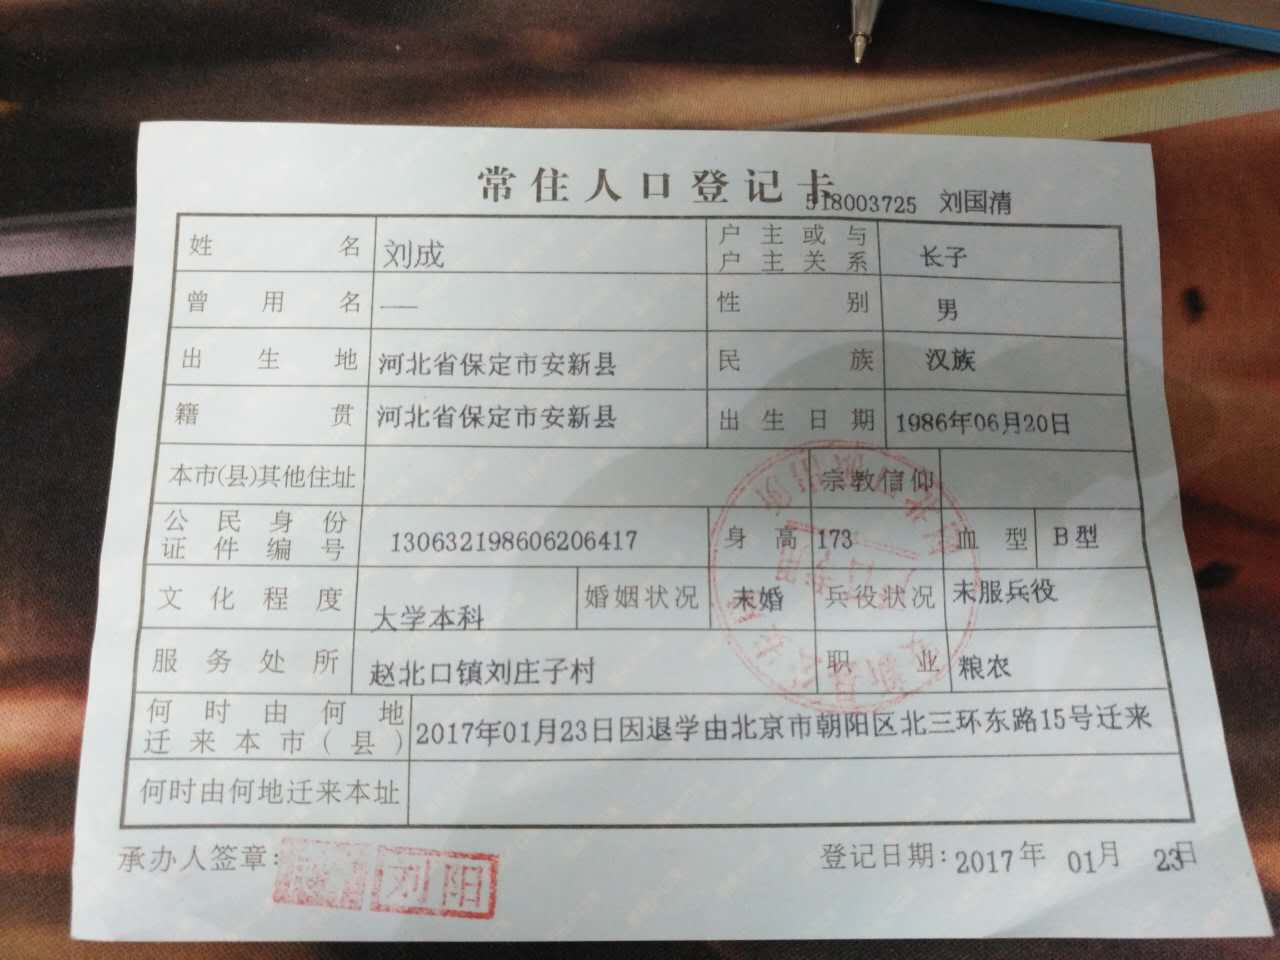 常住人口登记卡
518003725 刘国清
姓名 刘成 户主或与户主关系 长子
曾用名 — 性别 男
出生地 河北省保定市安新县 民族 汉族
籍贯 河北省保定市安新县 出生日期 1986年06月20日
本市(县)其他住址 宗教信仰
公民身份证件编号 130632198606206417 身高 173 血型 B型
文化程度 大学本科 婚姻状况 未婚 兵役状况 未服兵役
服务处所 赵北口镇刘庄子村 职业 粮农
何时由何地迁来本市(县) 2017年01月23日因退学由北京市朝阳区北三环东路15号迁来
何时由何地迁来本址
承办人签章: 刘阳 登记日期: 2017年01月23日